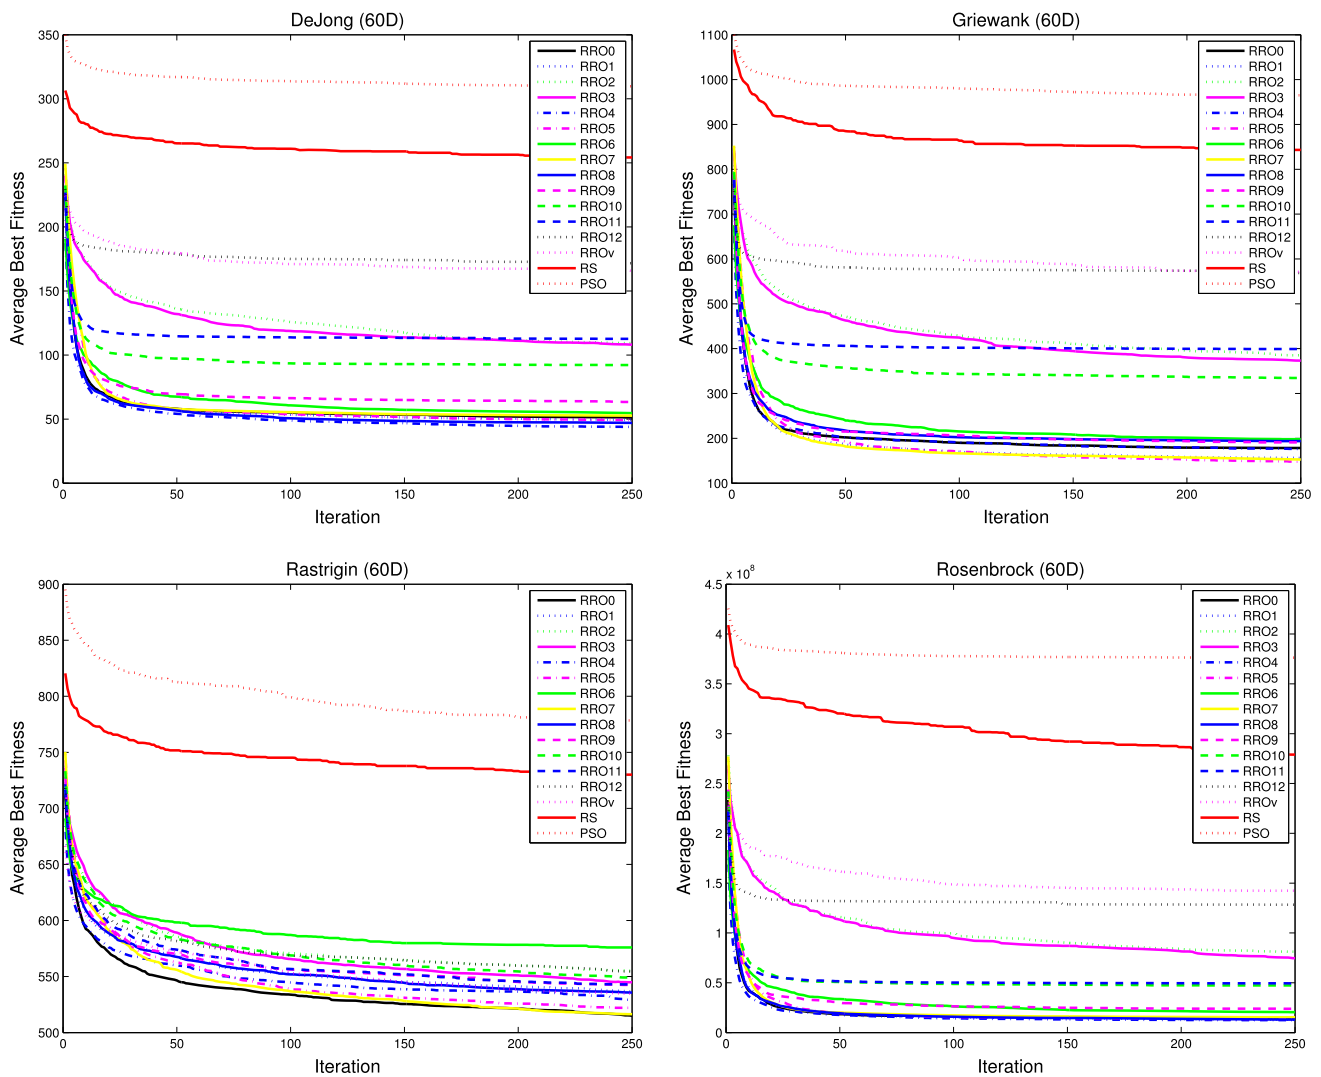 DeJong (60D)
350
300
250
200
150
100
50
0
0 50 100 150 200 250
Average Best Fitness
Iteration
RRO0
RRO1
RRO2
RRO3
RRO4
RRO5
RRO6
RRO7
RRO8
RRO9
RRO10
RRO11
RRO12
RROv
RS
PSO
Griewank (60D)
1100
1000
900
800
700
600
500
400
300
200
100
0 50 100 150 200 250
Average Best Fitness
Iteration
RRO0
RRO1
RRO2
RRO3
RRO4
RRO5
RRO6
RRO7
RRO8
RRO9
RRO10
RRO11
RRO12
RROv
RS
PSO
Rastrigin (60D)
900
850
800
750
700
650
600
550
500
0 50 100 150 200 250
Average Best Fitness
Iteration
RRO0
RRO1
RRO2
RRO3
RRO4
RRO5
RRO6
RRO7
RRO8
RRO9
RRO10
RRO11
RRO12
RROv
RS
PSO
Rosenbrock (60D)
x 10^8
4.5
4
3.5
3
2.5
2
1.5
1
0.5
0
0 50 100 150 200 250
Average Best Fitness
Iteration
RRO0
RRO1
RRO2
RRO3
RRO4
RRO5
RRO6
RRO7
RRO8
RRO9
RRO10
RRO11
RRO12
RROv
RS
PSO